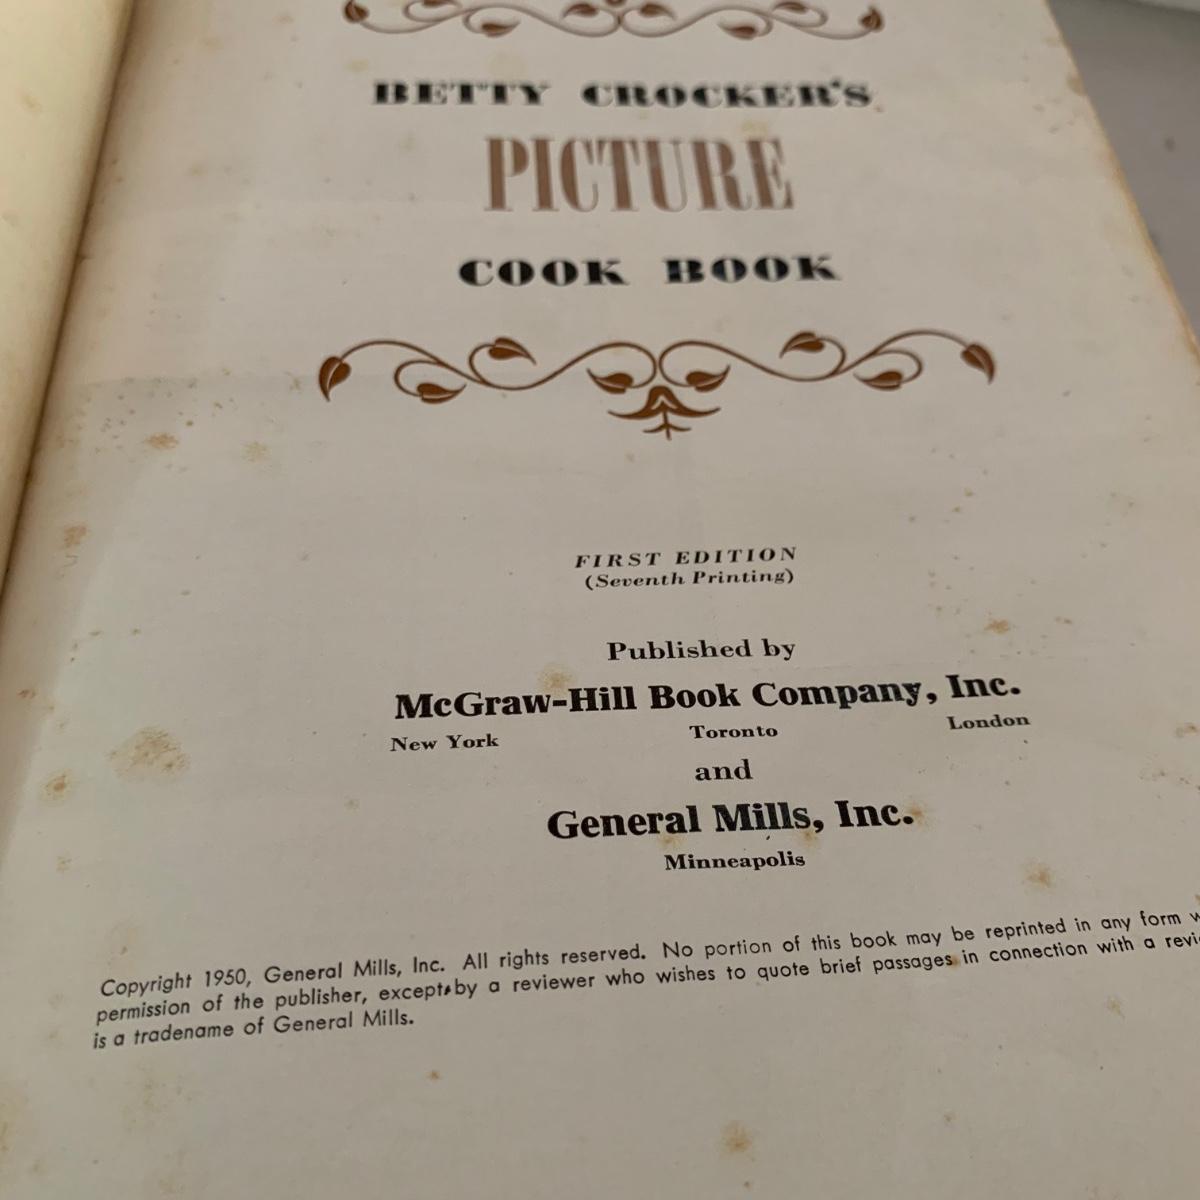 BETTY CROCKER'S
PICTURE
COOK BOOK
FIRST EDITION
(Seventh Printing)
Published by
McGraw-Hill Book Company, Inc.
New York Toronto London
and
General Mills, Inc.
Minneapolis
Copyright 1950, General Mills, Inc. All rights reserved. No portion of this book may be reprinted in any form
permission of the publisher, except by a reviewer who wishes to quote brief passages in connection with a
is a tradename of General Mills.